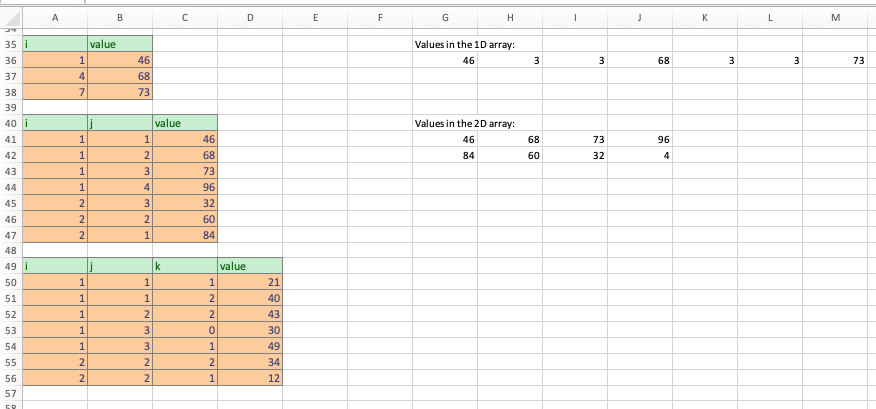 A B C D E F G H I J K L M
35 i value Values in the 1D array:
36 1 46 46 3 3 68 3 3 73
37 4 68
38 7 73
39
40 i j value Values in the 2D array:
41 1 1 46 46 68 73 96
42 1 2 68 84 60 32 4
43 1 3 73
44 1 4 96
45 2 3 32
46 2 2 60
47 2 1 84
48
49 i j k value
50 1 1 1 21
51 1 1 2 40
52 1 2 2 43
53 1 3 0 30
54 1 3 1 49
55 2 2 2 34
56 2 2 1 12
57